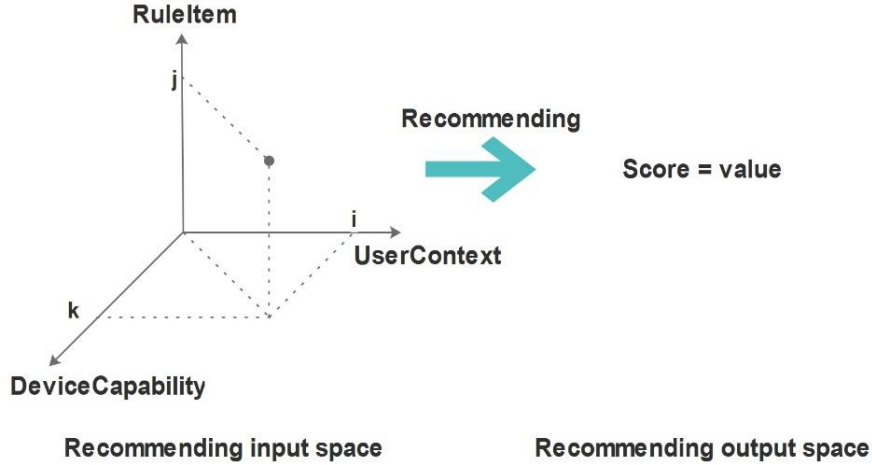 RuleItem
j
Recommending
Score = value
i
UserContext
k
DeviceCapability
Recommending input space
Recommending output space